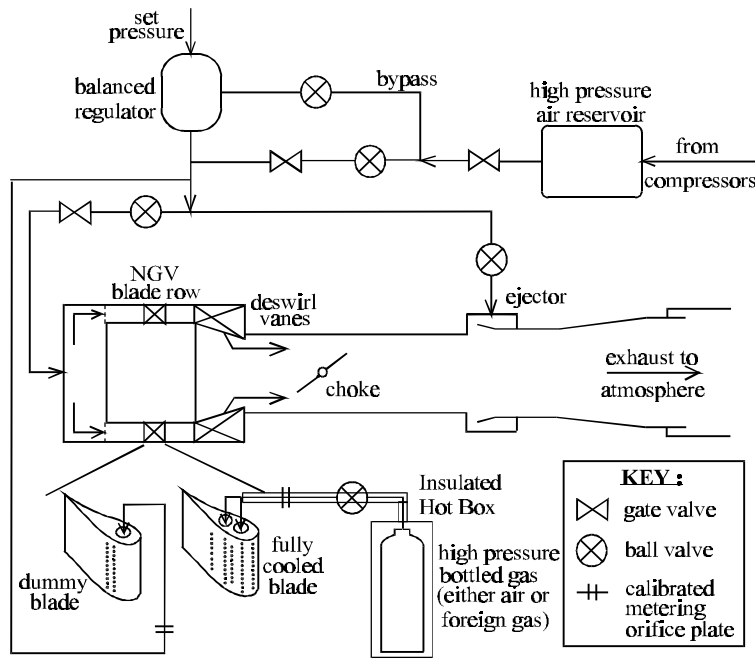 set
pressure
balanced
regulator
bypass
high pressure
air reservoir
from
compressors
NGV
blade row
deswirl
vanes
ejector
choke
exhaust to
atmosphere
Insulated
Hot Box
dummy
blade
fully
cooled
blade
high pressure
bottled gas
(either air or
foreign gas)
KEY :
gate valve
ball valve
calibrated
metering
orifice plate